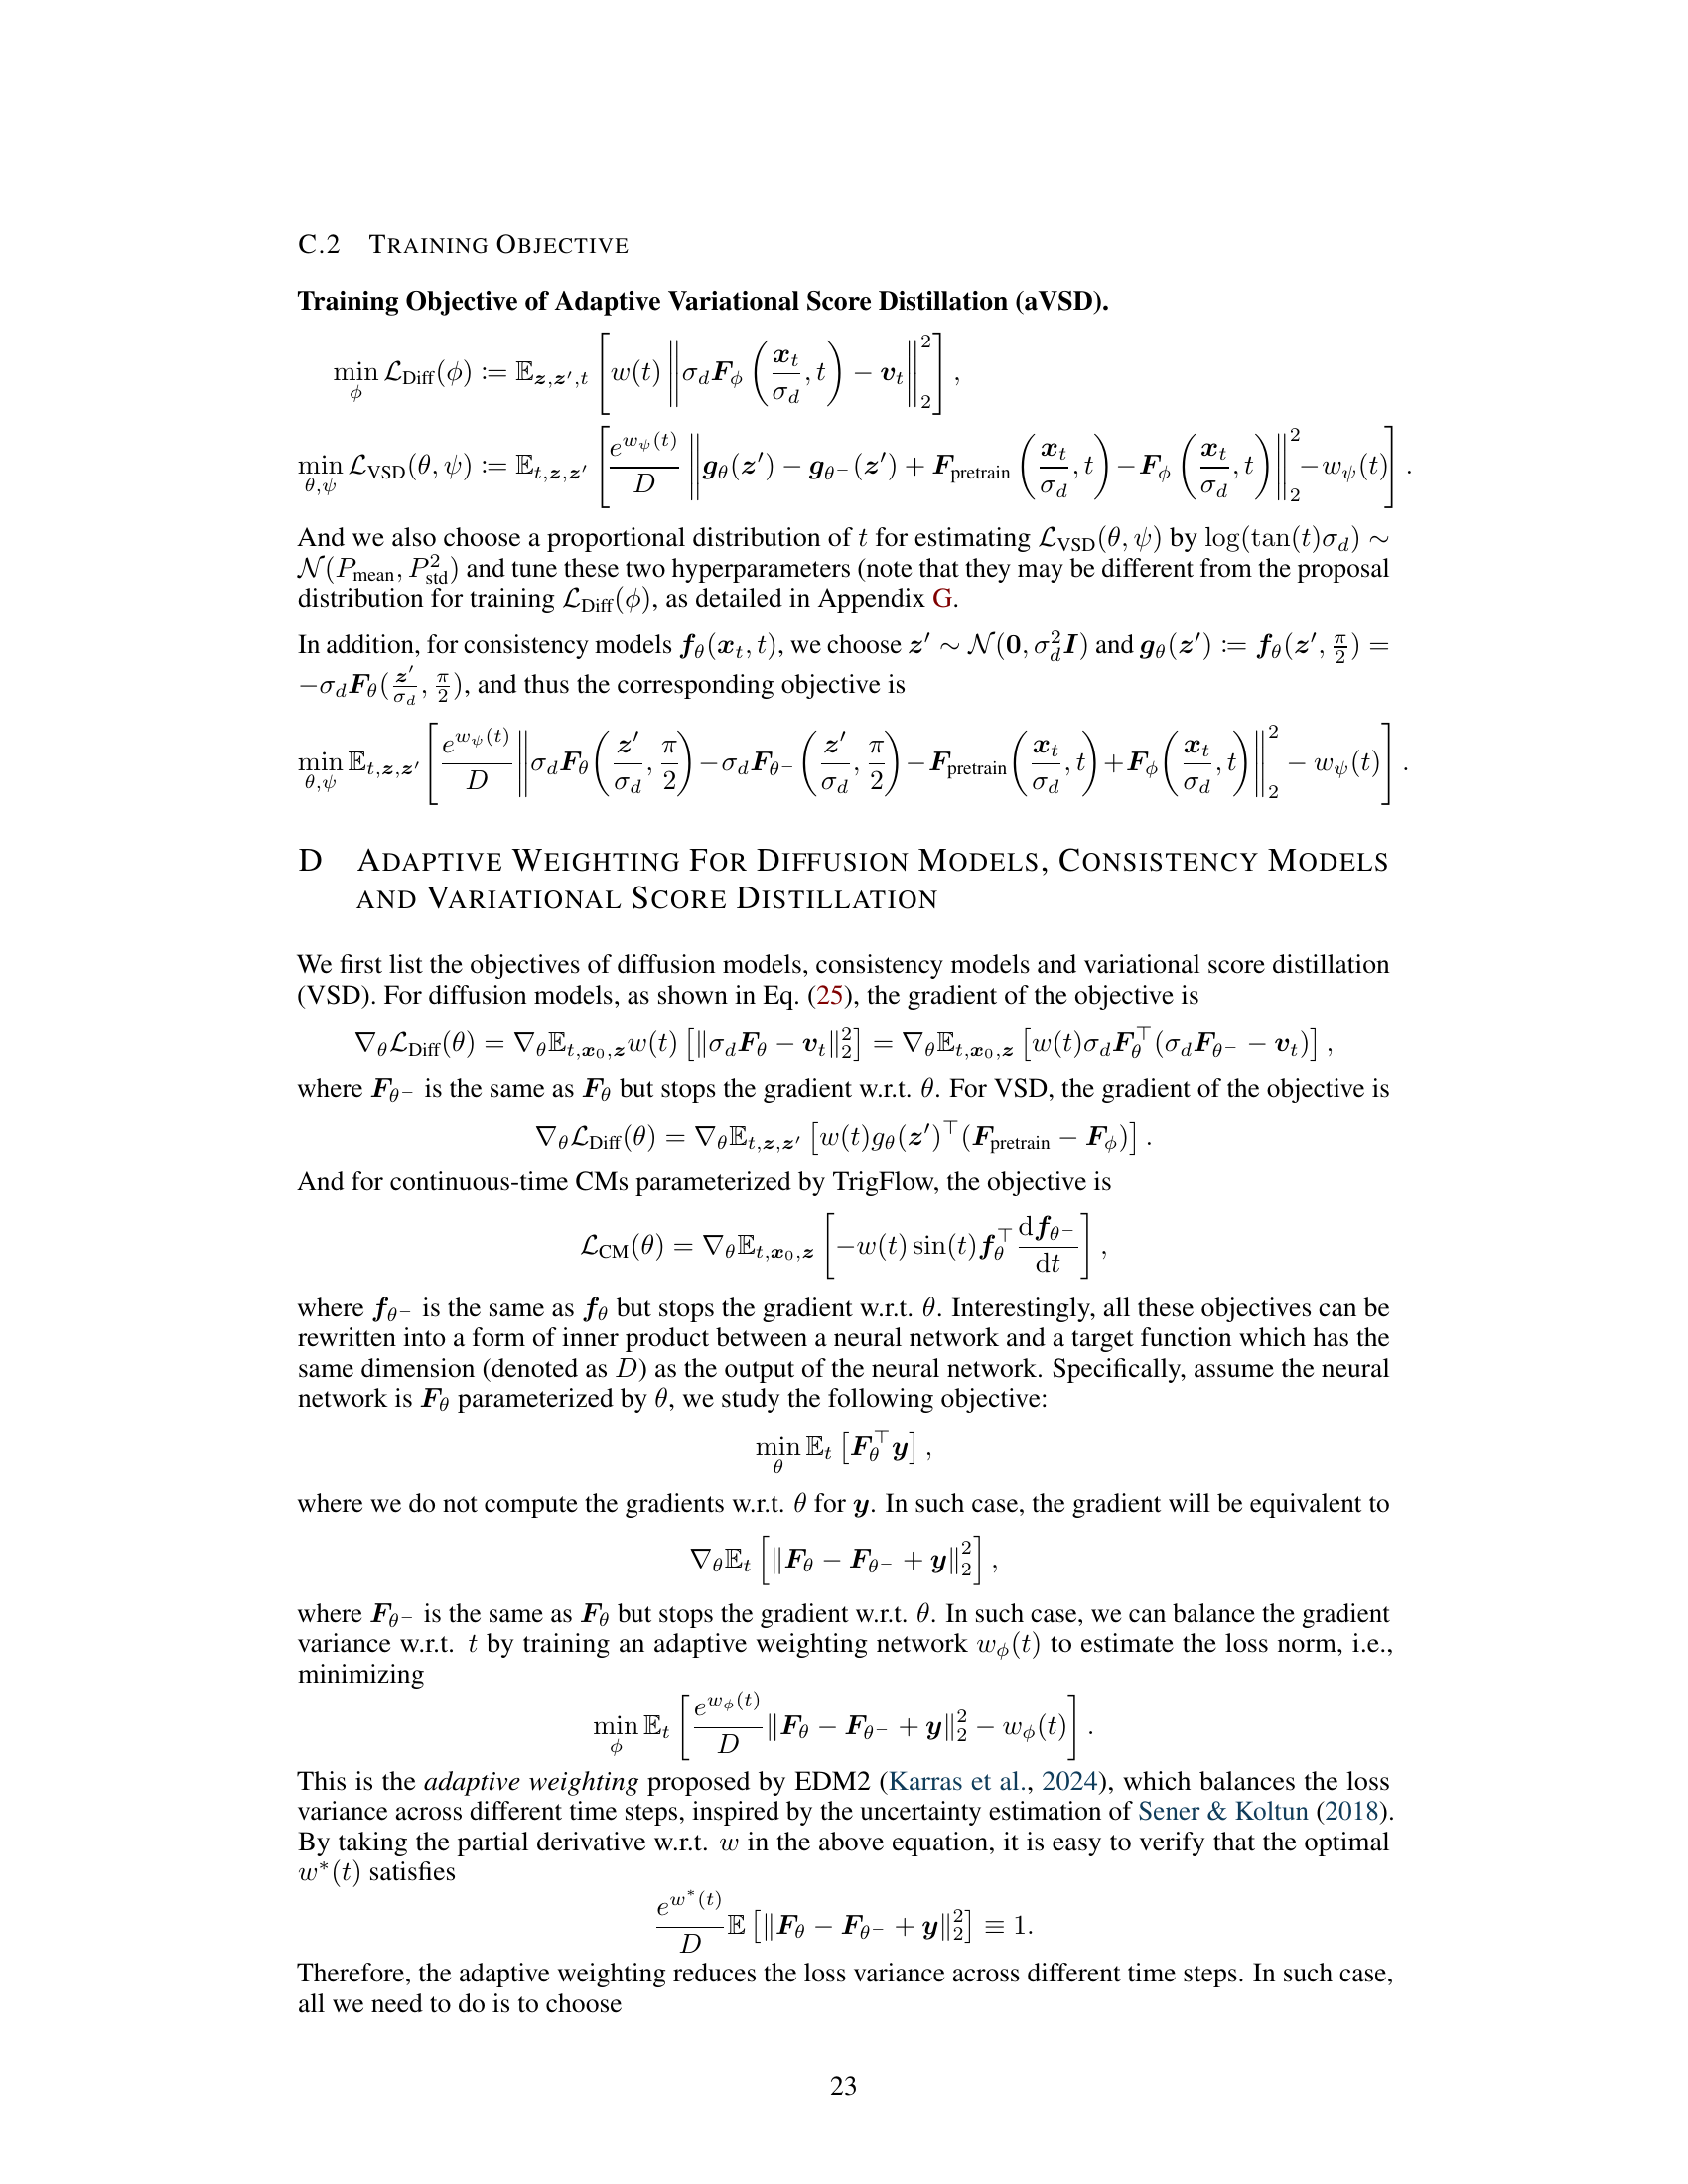 C.2 TRAINING OBJECTIVE
Training Objective of Adaptive Variational Score Distillation (aVSD).
$\min_{\phi} \mathcal{L}_{\text{Diff}}(\phi) := \mathbb{E}_{\boldsymbol{z},\boldsymbol{z}',t} \left[ w(t) \left\| \sigma_d \boldsymbol{F}_\phi \left( \frac{\boldsymbol{x}_t}{\sigma_d}, t \right) - \boldsymbol{v}_t \right\|_2^2 \right],$
$\min_{\theta,\psi} \mathcal{L}_{\text{VSD}}(\theta, \psi) := \mathbb{E}_{t,\boldsymbol{z},\boldsymbol{z}'} \left[ \frac{e^{w_\psi(t)}}{D} \left\| \boldsymbol{g}_\theta(\boldsymbol{z}') - \boldsymbol{g}_{\theta^-}(\boldsymbol{z}') + \boldsymbol{F}_{\text{pretrain}} \left( \frac{\boldsymbol{x}_t}{\sigma_d}, t \right) - \boldsymbol{F}_\phi \left( \frac{\boldsymbol{x}_t}{\sigma_d}, t \right) \right\|_2^2 - w_\psi(t) \right].$
And we also choose a proportional distribution of $t$ for estimating $\mathcal{L}_{\text{VSD}}(\theta, \psi)$ by $\log(\tan(t)\sigma_d) \sim$
$\mathcal{N}(P_{\text{mean}}, P_{\text{std}}^2)$ and tune these two hyperparameters (note that they may be different from the proposal
distribution for training $\mathcal{L}_{\text{Diff}}(\phi)$, as detailed in Appendix G.
In addition, for consistency models $\boldsymbol{f}_\theta(\boldsymbol{x}_t, t)$, we choose $\boldsymbol{z}' \sim \mathcal{N}(\boldsymbol{0}, \sigma_d^2 \boldsymbol{I})$ and $\boldsymbol{g}_\theta(\boldsymbol{z}') := \boldsymbol{f}_\theta(\boldsymbol{z}', \frac{\pi}{2}) =$
$-\sigma_d \boldsymbol{F}_\theta(\frac{\boldsymbol{z}'}{\sigma_d}, \frac{\pi}{2})$, and thus the corresponding objective is
$\min_{\theta,\psi} \mathbb{E}_{t,\boldsymbol{z},\boldsymbol{z}'} \left[ \frac{e^{w_\psi(t)}}{D} \left\| \sigma_d \boldsymbol{F}_\theta \left( \frac{\boldsymbol{z}'}{\sigma_d}, \frac{\pi}{2} \right) - \sigma_d \boldsymbol{F}_{\theta^-} \left( \frac{\boldsymbol{z}'}{\sigma_d}, \frac{\pi}{2} \right) - \boldsymbol{F}_{\text{pretrain}} \left( \frac{\boldsymbol{x}_t}{\sigma_d}, t \right) + \boldsymbol{F}_\phi \left( \frac{\boldsymbol{x}_t}{\sigma_d}, t \right) \right\|_2^2 - w_\psi(t) \right].$
D ADAPTIVE WEIGHTING FOR DIFFUSION MODELS, CONSISTENCY MODELS
AND VARIATIONAL SCORE DISTILLATION
We first list the objectives of diffusion models, consistency models and variational score distillation
(VSD). For diffusion models, as shown in Eq. (25), the gradient of the objective is
$\nabla_\theta \mathcal{L}_{\text{Diff}}(\theta) = \nabla_\theta \mathbb{E}_{t,\boldsymbol{x}_0,\boldsymbol{z}} w(t) \left[ \| \sigma_d \boldsymbol{F}_\theta - \boldsymbol{v}_t \|_2^2 \right] = \nabla_\theta \mathbb{E}_{t,\boldsymbol{x}_0,\boldsymbol{z}} \left[ w(t) \sigma_d \boldsymbol{F}_\theta^\top (\sigma_d \boldsymbol{F}_{\theta^-} - \boldsymbol{v}_t) \right],$
where $\boldsymbol{F}_{\theta^-}$ is the same as $\boldsymbol{F}_\theta$ but stops the gradient w.r.t. $\theta$. For VSD, the gradient of the objective is
$\nabla_\theta \mathcal{L}_{\text{Diff}}(\theta) = \nabla_\theta \mathbb{E}_{t,\boldsymbol{z},\boldsymbol{z}'} \left[ w(t) g_\theta(\boldsymbol{z}')^\top (\boldsymbol{F}_{\text{pretrain}} - \boldsymbol{F}_\phi) \right].$
And for continuous-time CMs parameterized by TrigFlow, the objective is
$\mathcal{L}_{\text{CM}}(\theta) = \nabla_\theta \mathbb{E}_{t,\boldsymbol{x}_0,\boldsymbol{z}} \left[ -w(t) \sin(t) \boldsymbol{f}_\theta^\top \frac{\mathrm{d}\boldsymbol{f}_{\theta^-}}{\mathrm{d}t} \right],$
where $\boldsymbol{f}_{\theta^-}$ is the same as $\boldsymbol{f}_\theta$ but stops the gradient w.r.t. $\theta$. Interestingly, all these objectives can be
rewritten into a form of inner product between a neural network and a target function which has the
same dimension (denoted as $D$) as the output of the neural network. Specifically, assume the neural
network is $\boldsymbol{F}_\theta$ parameterized by $\theta$, we study the following objective:
$\min_\theta \mathbb{E}_t \left[ \boldsymbol{F}_\theta^\top \boldsymbol{y} \right],$
where we do not compute the gradients w.r.t. $\theta$ for $\boldsymbol{y}$. In such case, the gradient will be equivalent to
$\nabla_\theta \mathbb{E}_t \left[ \| \boldsymbol{F}_\theta - \boldsymbol{F}_{\theta^-} + \boldsymbol{y} \|_2^2 \right],$
where $\boldsymbol{F}_{\theta^-}$ is the same as $\boldsymbol{F}_\theta$ but stops the gradient w.r.t. $\theta$. In such case, we can balance the gradient
variance w.r.t. $t$ by training an adaptive weighting network $w_\phi(t)$ to estimate the loss norm, i.e.,
minimizing
$\min_\phi \mathbb{E}_t \left[ \frac{e^{w_\phi(t)}}{D} \| \boldsymbol{F}_\theta - \boldsymbol{F}_{\theta^-} + \boldsymbol{y} \|_2^2 - w_\phi(t) \right].$
This is the adaptive weighting proposed by EDM2 (Karras et al., 2024), which balances the loss
variance across different time steps, inspired by the uncertainty estimation of Sener & Koltun (2018).
By taking the partial derivative w.r.t. $w$ in the above equation, it is easy to verify that the optimal
$w^*(t)$ satisfies
$\frac{e^{w^*(t)}}{D} \mathbb{E} \left[ \| \boldsymbol{F}_\theta - \boldsymbol{F}_{\theta^-} + \boldsymbol{y} \|_2^2 \right] \equiv 1.$
Therefore, the adaptive weighting reduces the loss variance across different time steps. In such case,
all we need to do is to choose
23